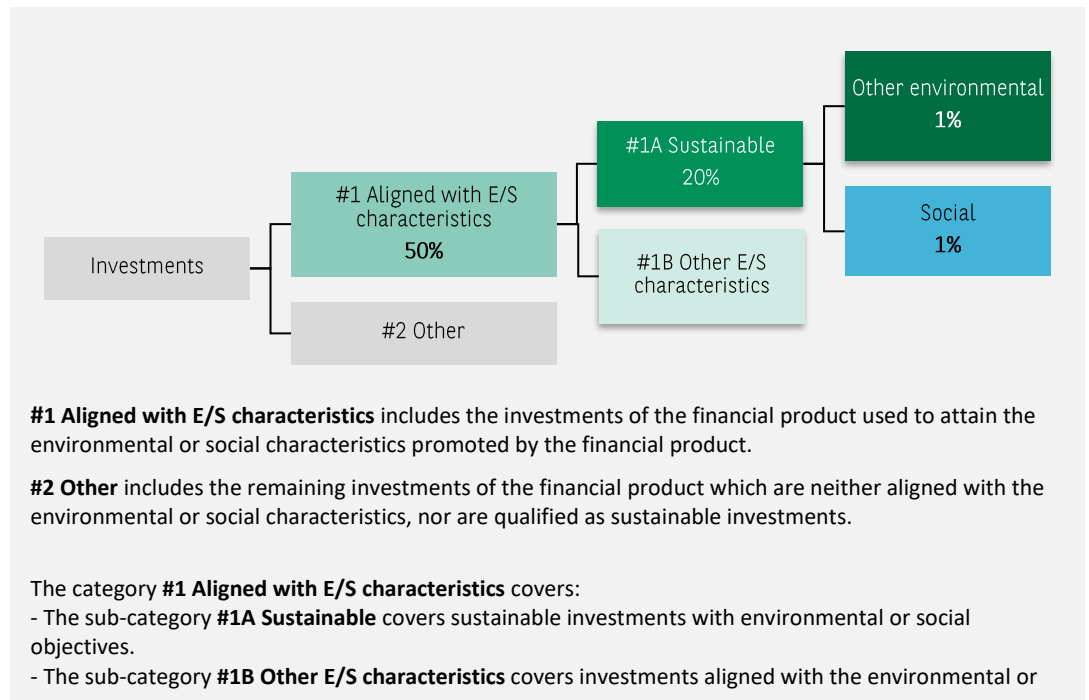 Other environmental
1%
#1A Sustainable
20%
#1 Aligned with E/S
characteristics
50%
Social
1%
Investments
#1B Other E/S
characteristics
#2 Other
#1 Aligned with E/S characteristics includes the investments of the financial product used to attain the
environmental or social characteristics promoted by the financial product.
#2 Other includes the remaining investments of the financial product which are neither aligned with the
environmental or social characteristics, nor are qualified as sustainable investments.
The category #1 Aligned with E/S characteristics covers:
- The sub-category #1A Sustainable covers sustainable investments with environmental or social
objectives.
- The sub-category #1B Other E/S characteristics covers investments aligned with the environmental or